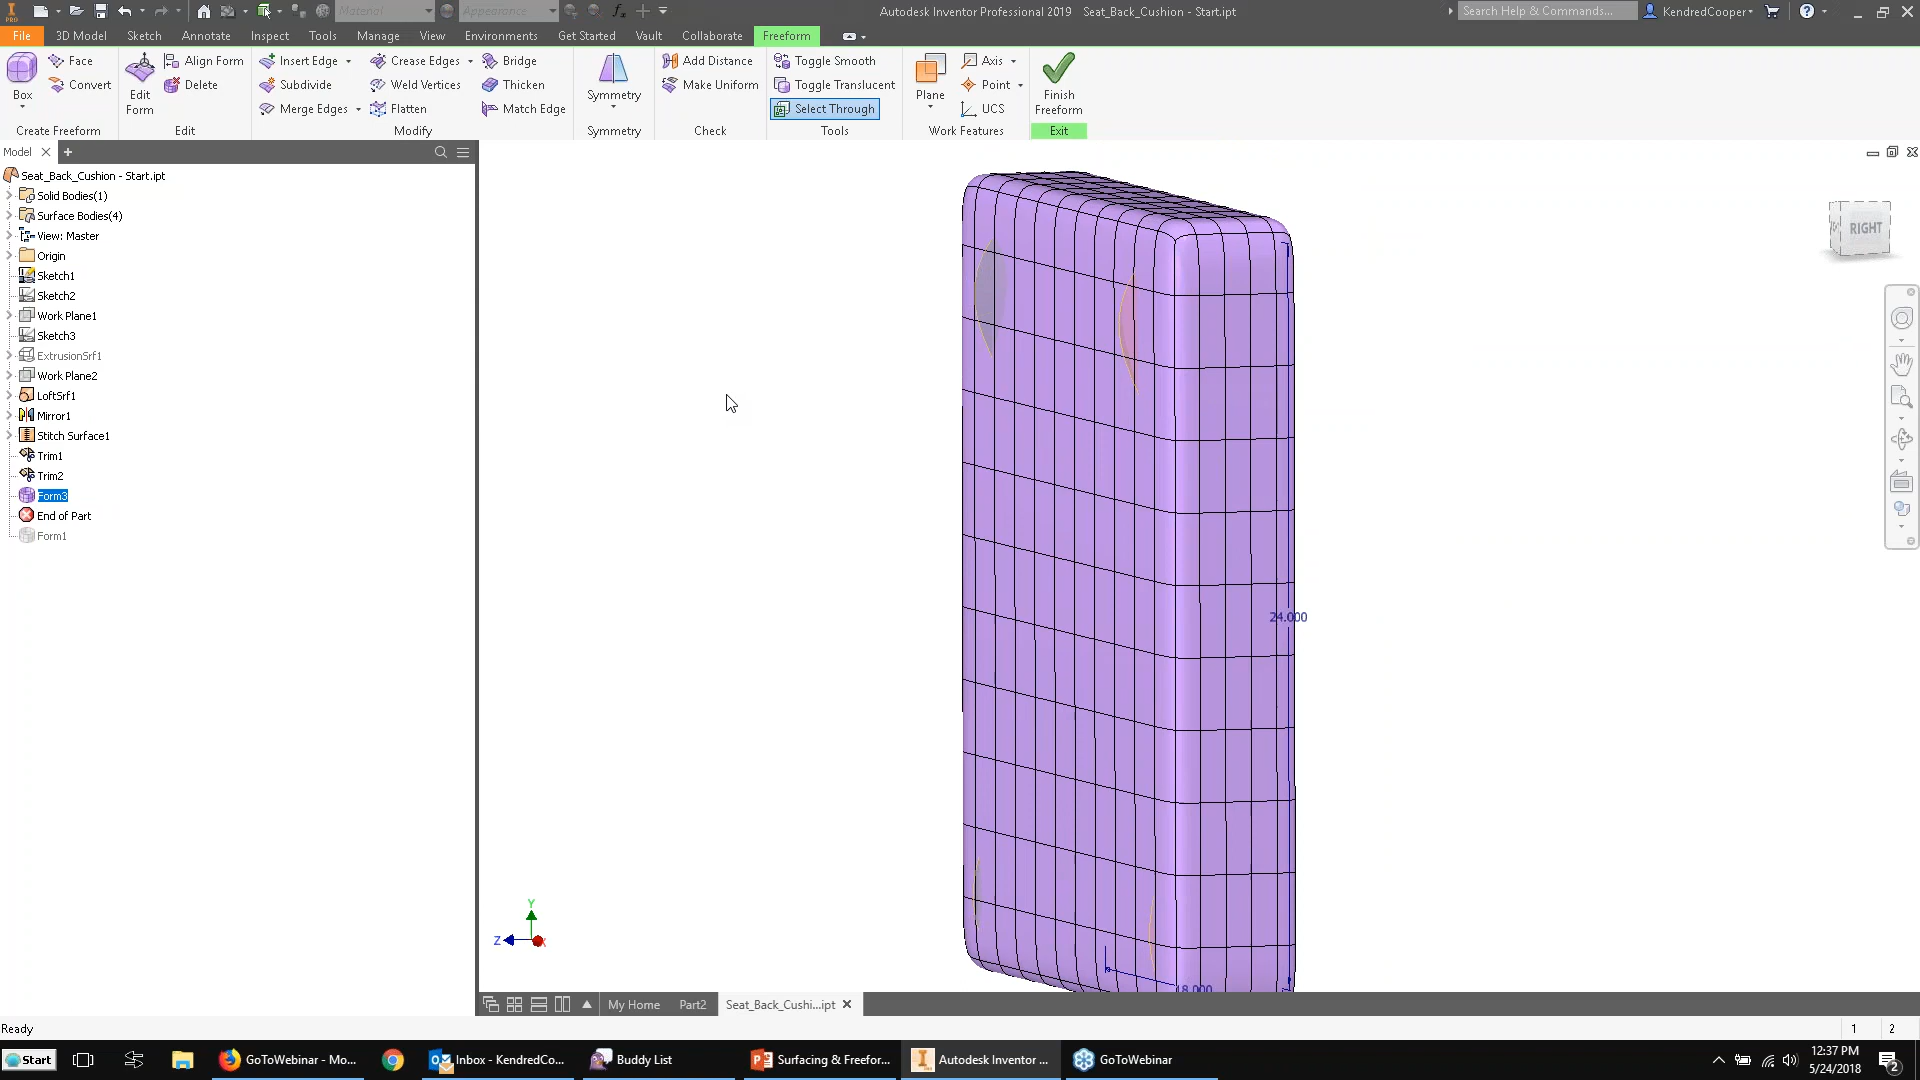 PRO
Material
Appearance
fx
Autodesk Inventor Professional 2019 Seat_Back_Cushion - Start.ipt
Search Help & Commands...
KendredCooper
File
3D Model
Sketch
Annotate
Inspect
Tools
Manage
View
Environments
Get Started
Vault
Collaborate
Freeform
Box
Face
Convert
Create Freeform
Edit
Form
Align Form
Delete
Edit
Insert Edge
Subdivide
Merge Edges
Crease Edges
Weld Vertices
Flatten
Bridge
Thicken
Match Edge
Modify
Symmetry
Symmetry
Add Distance
Make Uniform
Check
Toggle Smooth
Toggle Translucent
Select Through
Tools
Plane
Axis
Point
UCS
Work Features
Finish
Freeform
Exit
Model
Seat_Back_Cushion - Start.ipt
Solid Bodies(1)
Surface Bodies(4)
View: Master
Origin
Sketch1
Sketch2
Work Plane1
Sketch3
ExtrusionSrf1
Work Plane2
LoftSrf1
Mirror1
Stitch Surface1
Trim1
Trim2
Form3
End of Part
Form1
RIGHT
24.000
18.000
Y
Z
My Home
Part2
Seat_Back_Cushi...ipt
Ready
1
2
Start
GoToWebinar - Mo...
Inbox - KendredCo...
Buddy List
Surfacing & Freefor...
Autodesk Inventor ...
GoToWebinar
12:37 PM
5/24/2018
2